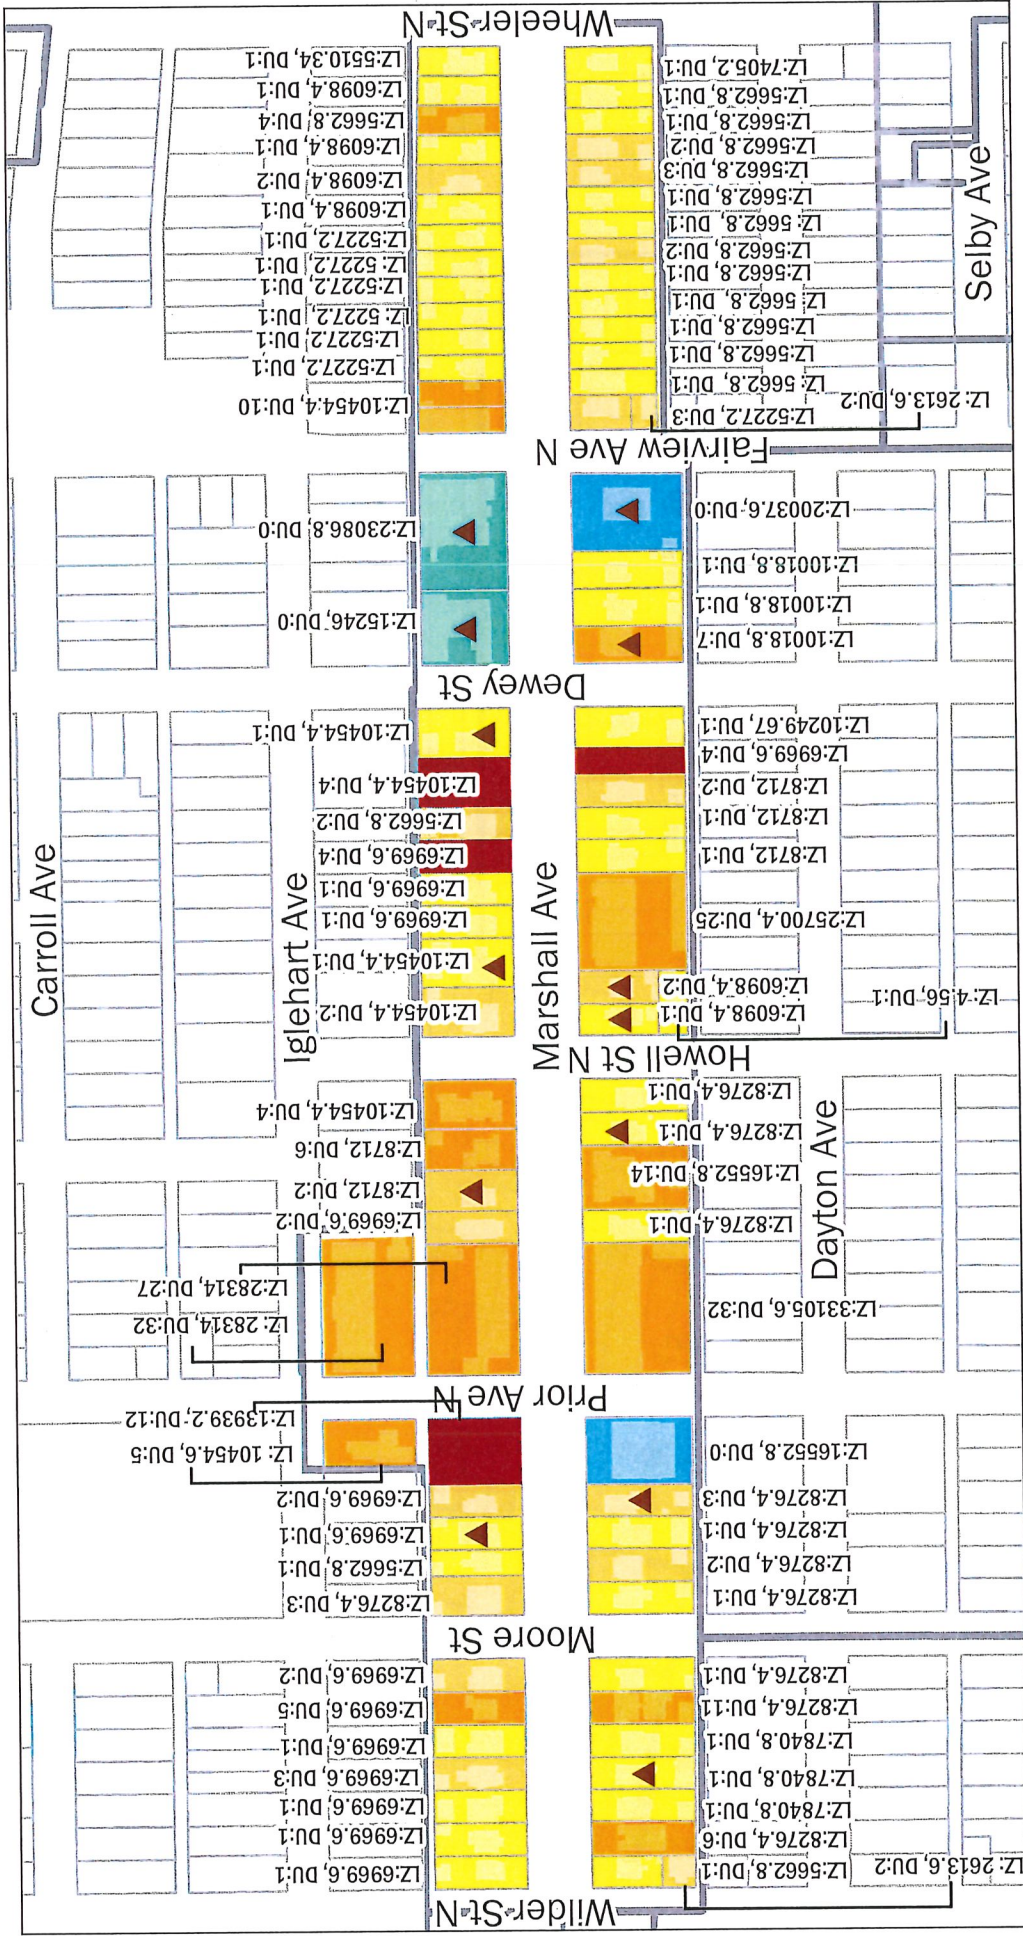 Wilder St N
LZ: 2613.6, DU:2
LZ:5662.8, DU:1
LZ:8276.4, DU:6
LZ:7840.8, DU:1
LZ:7840.8, DU:1
LZ:7840.8, DU:1
LZ:8276.4, DU:11
LZ:8276.4, DU:1
LZ:6969.6, DU:1
LZ:6969.6, DU:1
LZ:6969.6, DU:1
LZ:6969.6, DU:3
LZ:6969.6, DU:1
LZ:6969.6, DU:5
LZ:6969.6, DU:2
Moore St
LZ:8276.4, DU:1
LZ:8276.4, DU:2
LZ:8276.4, DU:1
LZ:8276.4, DU:3
LZ:16552.8, DU:0
LZ:8276.4, DU:3
LZ:5662.8, DU:1
LZ:6969.6, DU:1
LZ:6969.6, DU:2
LZ: 10454.6, DU:5
LZ:13939.2, DU:12
Prior Ave N
LZ:33105.6, DU:32
LZ:8276.4, DU:1
LZ:16552.8, DU:14
LZ:8276.4, DU:1
LZ:8276.4, DU:1
Dayton Ave
LZ: 28314, DU:32
LZ:28314, DU:27
LZ:6969.6, DU:2
LZ:8712, DU:2
LZ:8712, DU:6
LZ:10454.4, DU:4
Howell St N
Marshall Ave
Iglehart Ave
Carroll Ave
LZ:4.56, DU:1
LZ:6098.4, DU:1
LZ:6098.4, DU:2
LZ:25700.4, DU:25
LZ:8712, DU:1
LZ:8712, DU:1
LZ:8712, DU:2
LZ:6969.6, DU:4
LZ:10249.67, DU:1
LZ:10454.4, DU:2
LZ:10454.4, DU:1
LZ:6969.6, DU:1
LZ:6969.6, DU:1
LZ:6969.6, DU:4
LZ:5662.8, DU:2
LZ:10454.4, DU:4
LZ:10454.4, DU:1
Dewey St
LZ:10018.8, DU:7
LZ:10018.8, DU:1
LZ:10018.8, DU:1
LZ:20037.6, DU:0
LZ:15246, DU:0
LZ:23086.8, DU:0
Fairview Ave N
LZ: 2613.6, DU:2
LZ:5227.2, DU:3
LZ: 5662.8, DU:1
LZ:5662.8, DU:1
LZ:5662.8, DU:1
LZ: 5662.8, DU:1
LZ:5662.8, DU:1
LZ:5662.8, DU:2
LZ: 5662.8, DU:1
LZ:5662.8, DU:1
LZ:5662.8, DU:3
LZ:5662.8, DU:2
LZ:5662.8, DU:1
LZ:5662.8, DU:1
LZ:7405.2, DU:1
Selby Ave
LZ:10454.4, DU:10
LZ:5227.2, DU:1
LZ:5227.2, DU:1
LZ: 5227.2, DU:1
LZ:5227.2, DU:1
LZ: 5227.2, DU:1
LZ:5227.2, DU:1
LZ:6098.4, DU:1
LZ:6098.4, DU:2
LZ:6098.4, DU:1
LZ:5662.8, DU:4
LZ:6098.4, DU:1
LZ:5510.34, DU:1
Wheeler St N